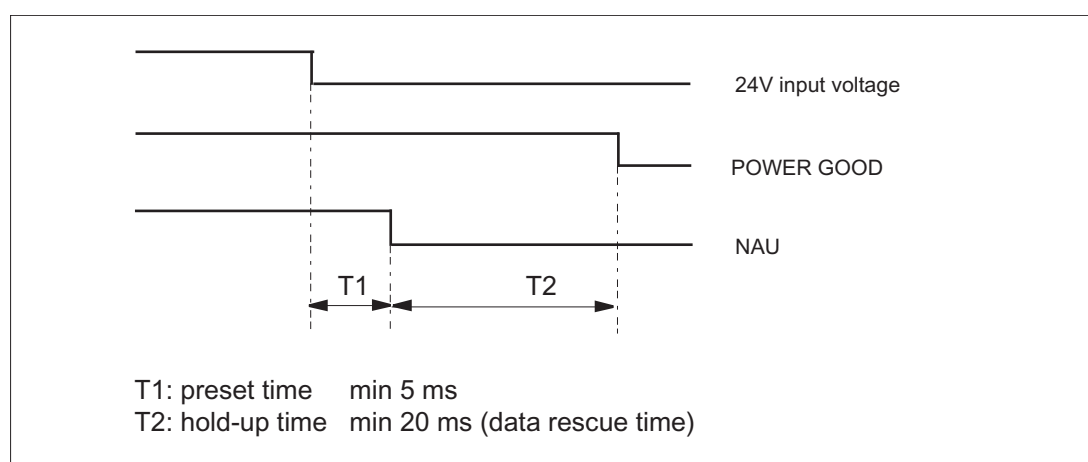 24V input voltage
POWER GOOD
NAU
T1 T2
T1: preset time min 5 ms
T2: hold-up time min 20 ms (data rescue time)